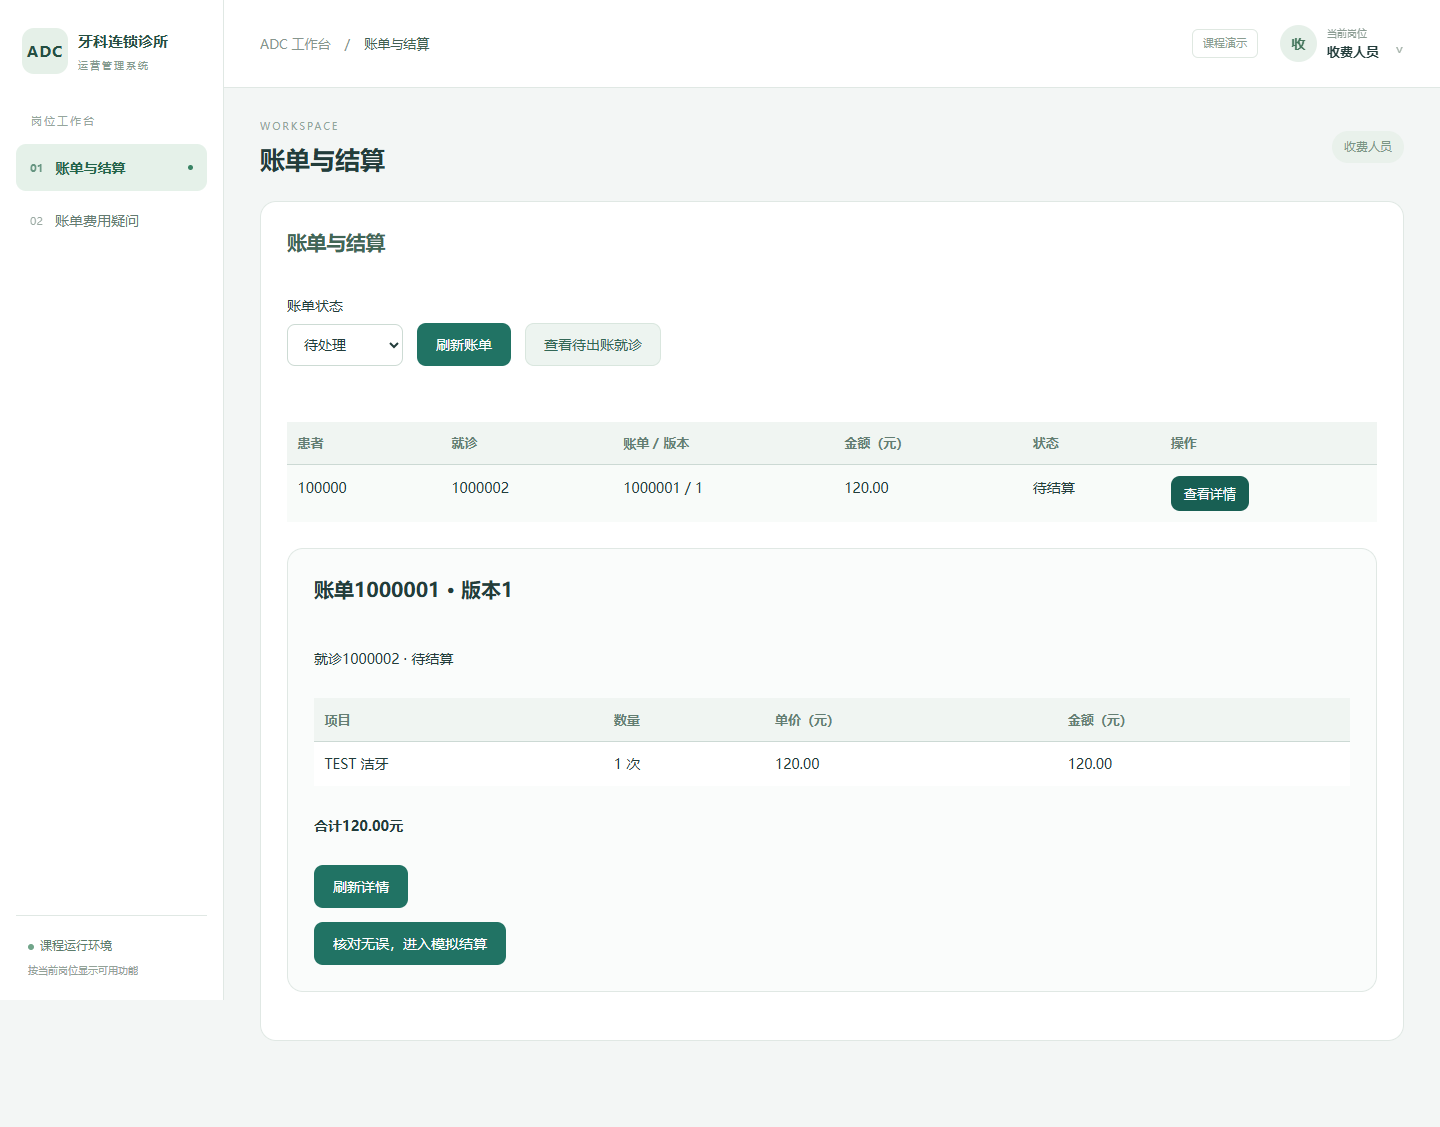 ADC
牙科连锁诊所
运营管理系统
岗位工作台
01 账单与结算
02 账单费用疑问
课程运行环境
按当前岗位显示可用功能
ADC 工作台 / 账单与结算
课程演示
收
当前岗位
收费人员
WORKSPACE
账单与结算
收费人员
账单与结算
账单状态
待处理
刷新账单
查看待出账就诊
患者 就诊 账单 / 版本 金额（元） 状态 操作
100000 1000002 1000001 / 1 120.00 待结算 查看详情
账单1000001 · 版本1
就诊1000002 · 待结算
项目 数量 单价（元） 金额（元）
TEST 洁牙 1 次 120.00 120.00
合计120.00元
刷新详情
核对无误，进入模拟结算